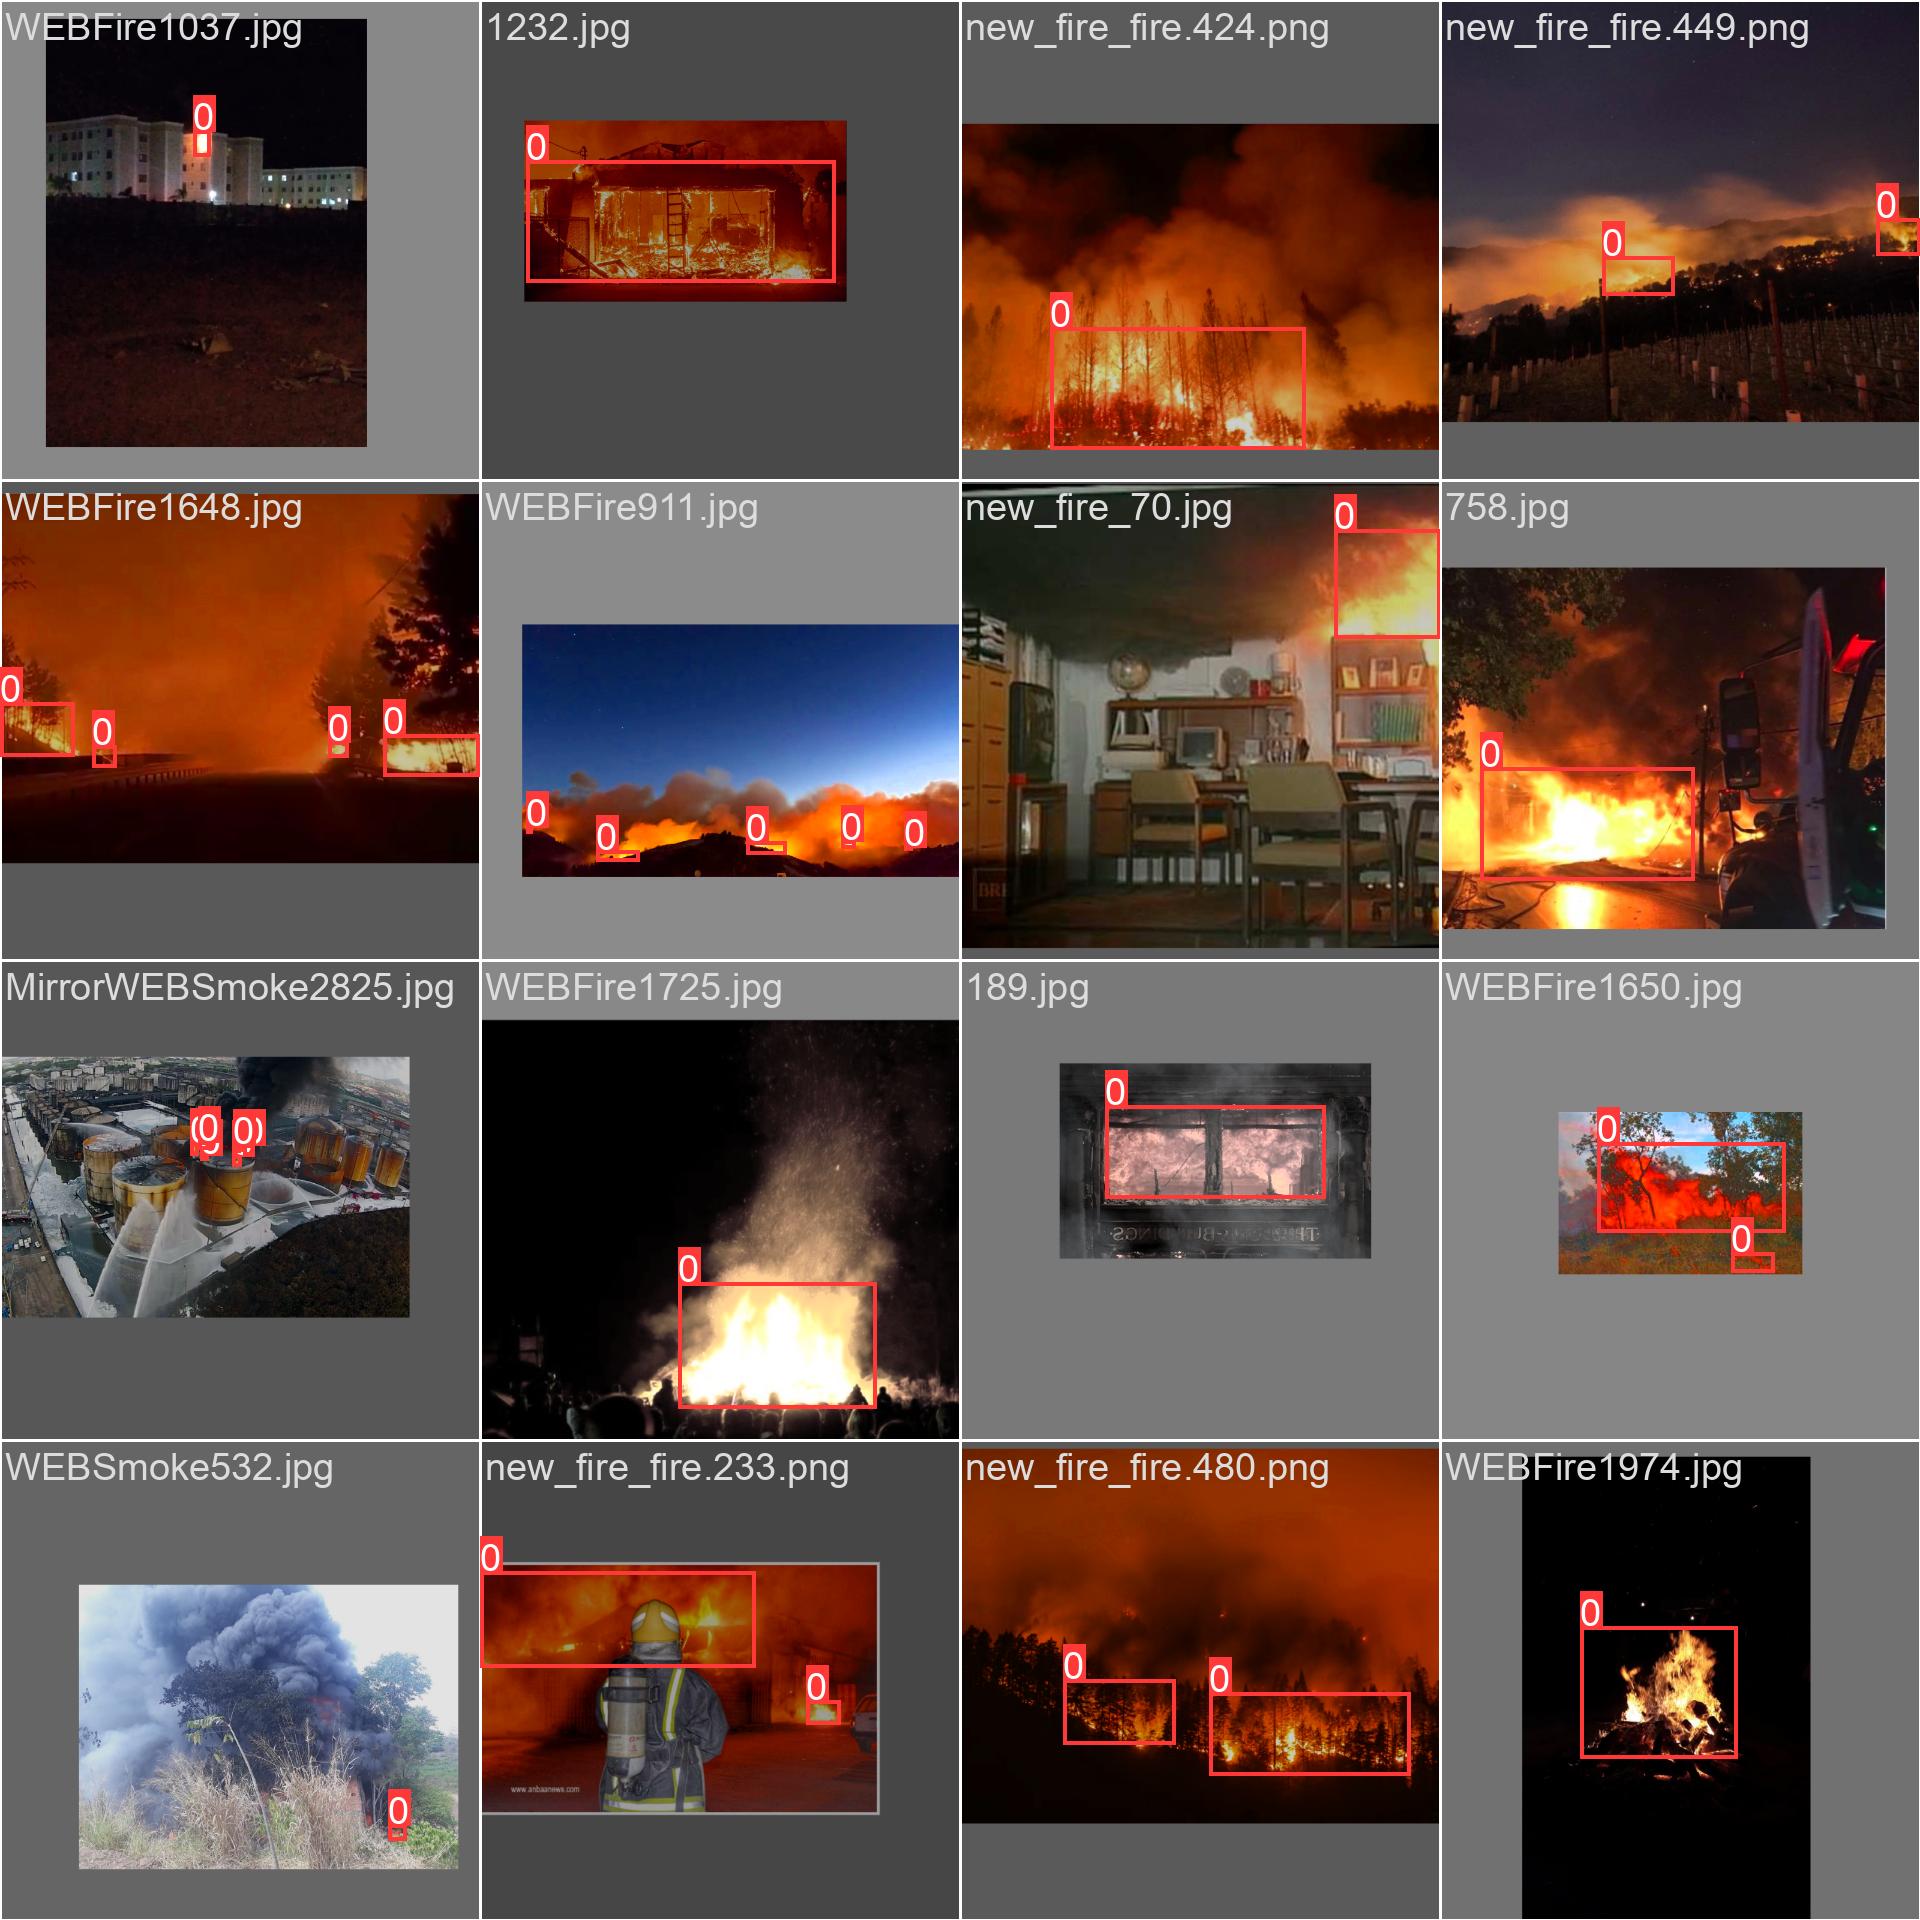 WEBFire1037.jpg
0
1232.jpg
0
new_fire_fire.424.png
0
new_fire_fire.449.png
0
0
WEBFire1648.jpg
0
0
0
0
WEBFire911.jpg
0
0
0
0
0
new_fire_70.jpg
0
758.jpg
0
MirrorWEBSmoke2825.jpg
0
0
WEBFire1725.jpg
0
189.jpg
0
WEBFire1650.jpg
0
0
WEBSmoke532.jpg
0
new_fire_fire.233.png
0
0
www.anbaanews.com
new_fire_fire.480.png
0
0
WEBFire1974.jpg
0